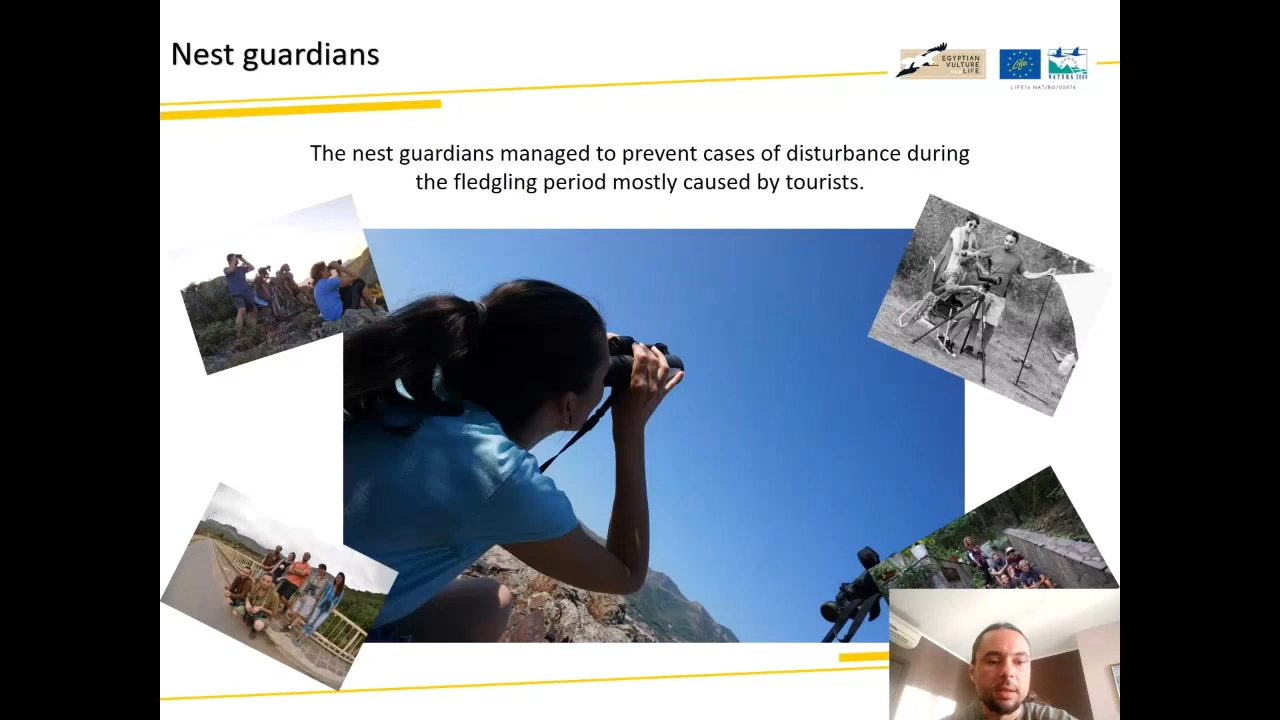 Nest guardians
EGYPTIAN
VULTURE
LIFE
Life
NATURA 2000
The nest guardians managed to prevent cases of disturbance during
the fledgling period mostly caused by tourists.